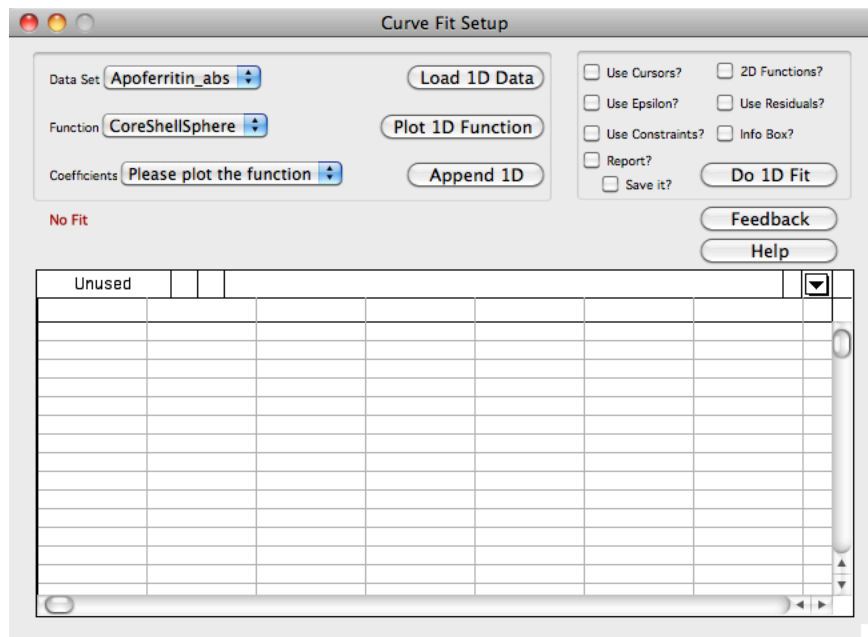 Curve Fit Setup
Data Set Apoferritin_abs Load 1D Data
Function CoreShellSphere Plot 1D Function
Coefficients Please plot the function Append 1D
Use Cursors? 2D Functions?
Use Epsilon? Use Residuals?
Use Constraints? Info Box?
Report?
Save it? Do 1D Fit
No Fit Feedback
Help
Unused